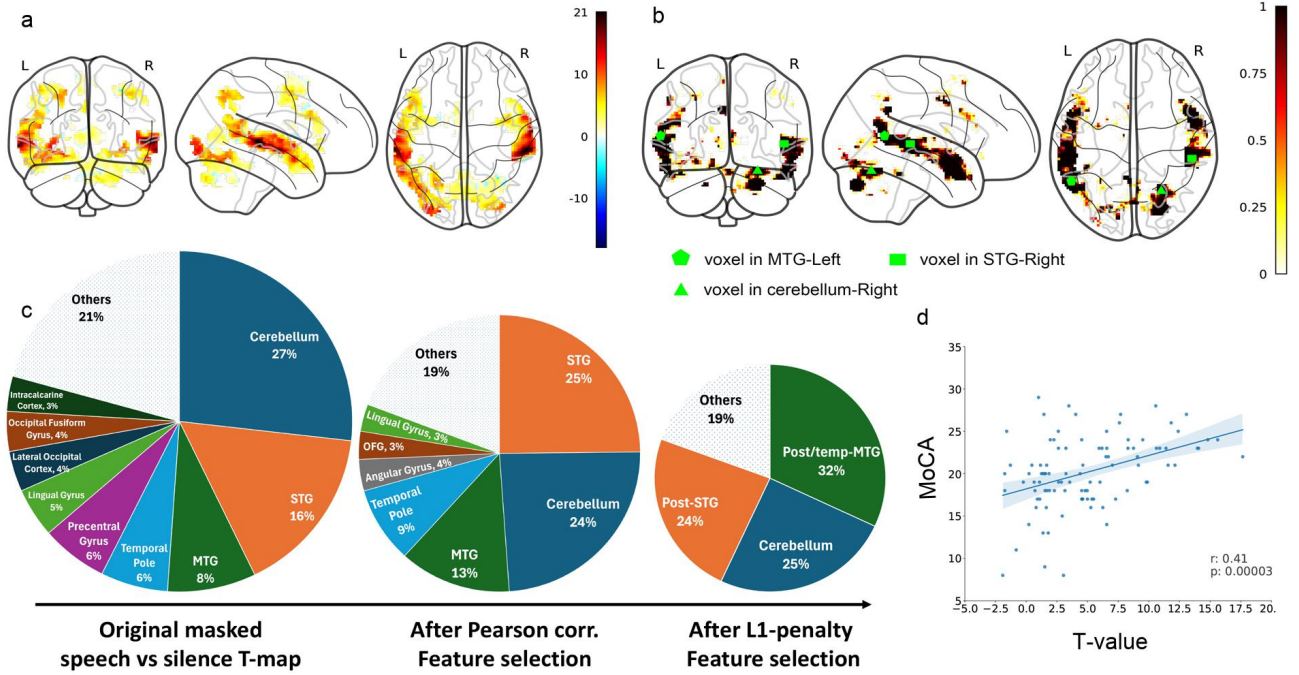 a
L
R
21
10
0
-10
b
L
R
L
R
1
0.75
0.5
0.25
0
voxel in MTG-Left
voxel in STG-Right
voxel in cerebellum-Right
c
Others
21%
Cerebellum
27%
STG
16%
MTG
8%
Temporal
Pole
6%
Precentral
Gyrus
6%
Lingual Gyrus
5%
Lateral Occipital
Cortex, 4%
Occipital Fusiform
Gyrus, 4%
Intracalcarine
Cortex, 3%
Others
19%
STG
25%
Cerebellum
24%
MTG
13%
Temporal
Pole
9%
Angular Gyrus, 4%
OFG, 3%
Lingual Gyrus, 3%
Others
19%
Post/temp-MTG
32%
Cerebellum
25%
Post-STG
24%
Original masked
speech vs silence T-map
After Pearson corr.
Feature selection
After L1-penalty
Feature selection
d
MoCA
35
30
25
20
15
10
5
r: 0.41
p: 0.00003
-5.0
-2.5
0.0
2.5
5.0
7.5
10.0
12.5
15.0
17.5
20.
T-value